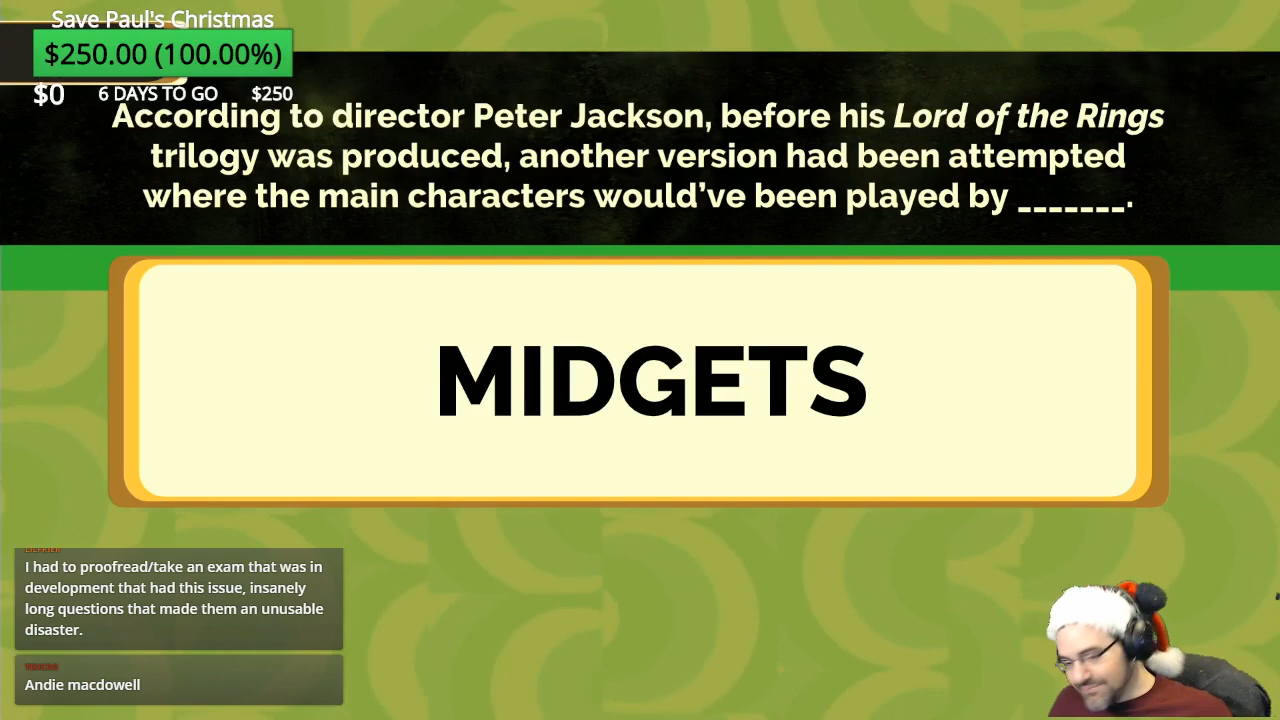 Save Paul's Christmas
$250.00 (100.00%)
$0 6 DAYS TO GO $250
According to director Peter Jackson, before his Lord of the Rings
trilogy was produced, another version had been attempted
where the main characters would've been played by _______.
MIDGETS
I had to proofread/take an exam that was in
development that had this issue, insanely
long questions that made them an unusable
disaster.
Andie macdowell